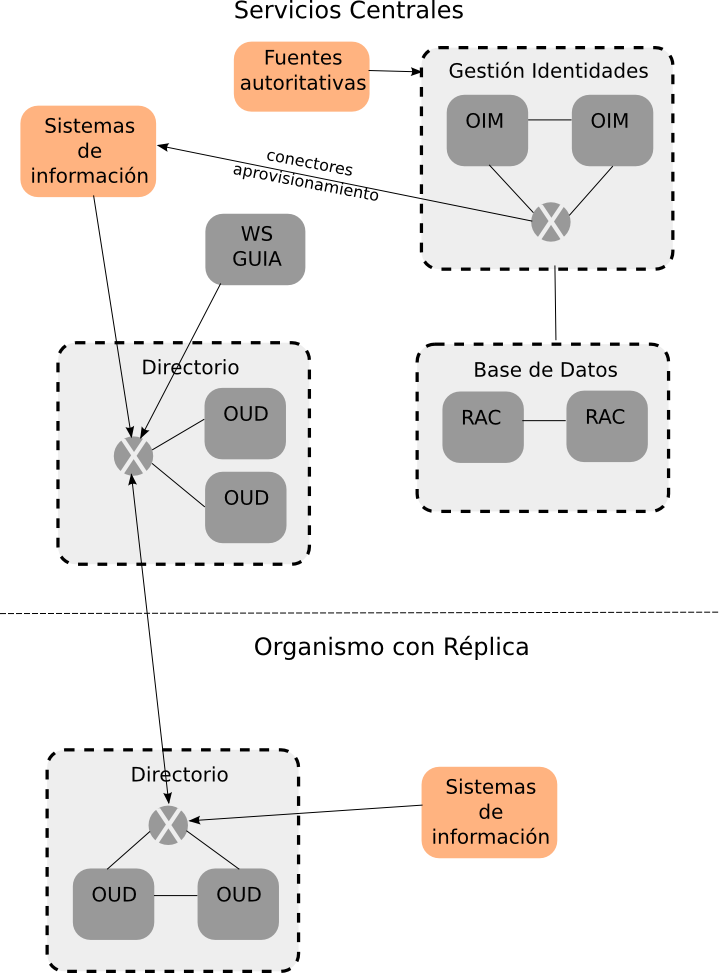 Servicios Centrales
Fuentes
autoritativas
Gestión Identidades
OIM
OIM
Sistemas
de
información
conectores
aprovisionamiento
WS
GUIA
Directorio
OUD
OUD
Base de Datos
RAC
RAC
Organismo con Réplica
Directorio
OUD
OUD
Sistemas
de
información